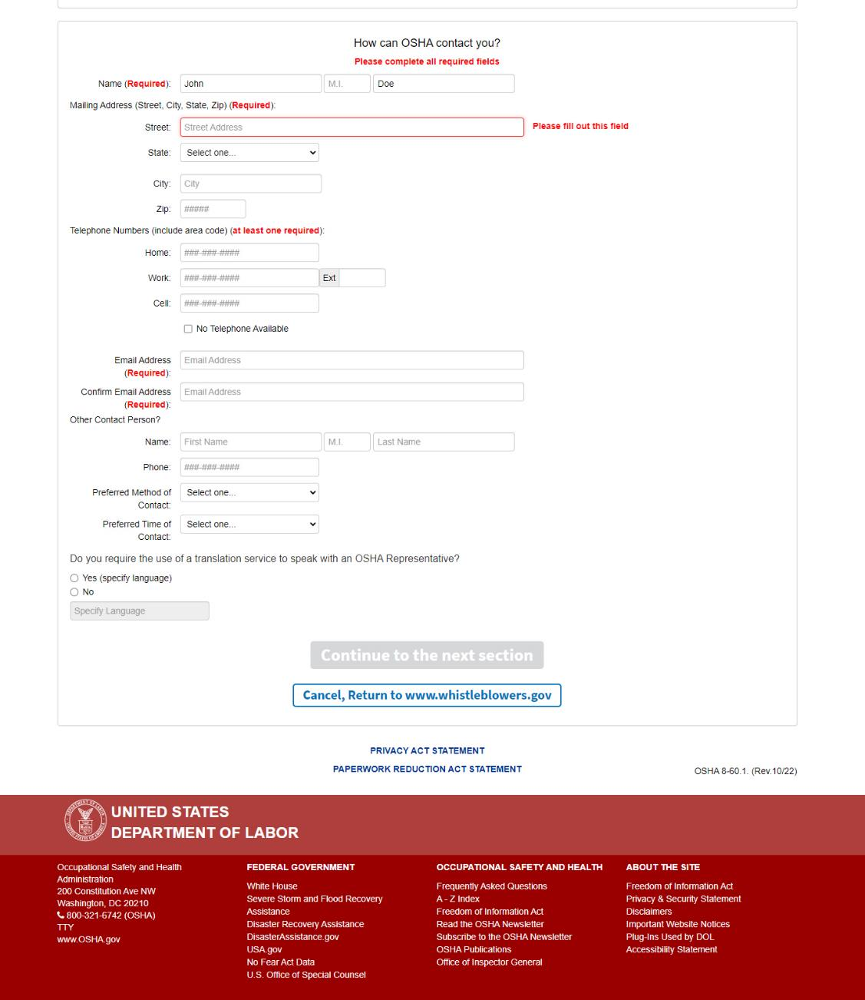 How can OSHA contact you?
Please complete all required fields
Name (Required): John M.I. Doe
Mailing Address (Street, City, State, Zip) (Required):
Street: Street Address Please fill out this field
State: Select one...
City: City
Zip: #####
Telephone Numbers (include area code) (at least one required):
Home: ###-###-####
Work: ###-###-#### Ext
Cell: ###-###-####
No Telephone Available
Email Address (Required): Email Address
Confirm Email Address (Required): Email Address
Other Contact Person?
Name: First Name M.I. Last Name
Phone: ###-###-####
Preferred Method of Contact: Select one...
Preferred Time of Contact: Select one...
Do you require the use of a translation service to speak with an OSHA Representative?
Yes (specify language)
No
Specify Language
Continue to the next section
Cancel, Return to www.whistleblowers.gov
PRIVACY ACT STATEMENT
PAPERWORK REDUCTION ACT STATEMENT
OSHA 8-60.1. (Rev.10/22)
UNITED STATES
DEPARTMENT OF LABOR
Occupational Safety and Health
Administration
200 Constitution Ave NW
Washington, DC 20210
800-321-6742 (OSHA)
TTY
www.OSHA.gov
FEDERAL GOVERNMENT
White House
Severe Storm and Flood Recovery
Assistance
Disaster Recovery Assistance
DisasterAssistance.gov
USA.gov
No Fear Act Data
U.S. Office of Special Counsel
OCCUPATIONAL SAFETY AND HEALTH
Frequently Asked Questions
A - Z Index
Freedom of Information Act
Read the OSHA Newsletter
Subscribe to the OSHA Newsletter
OSHA Publications
Office of Inspector General
ABOUT THE SITE
Freedom of Information Act
Privacy & Security Statement
Disclaimers
Important Website Notices
Plug-Ins Used by DOL
Accessibility Statement